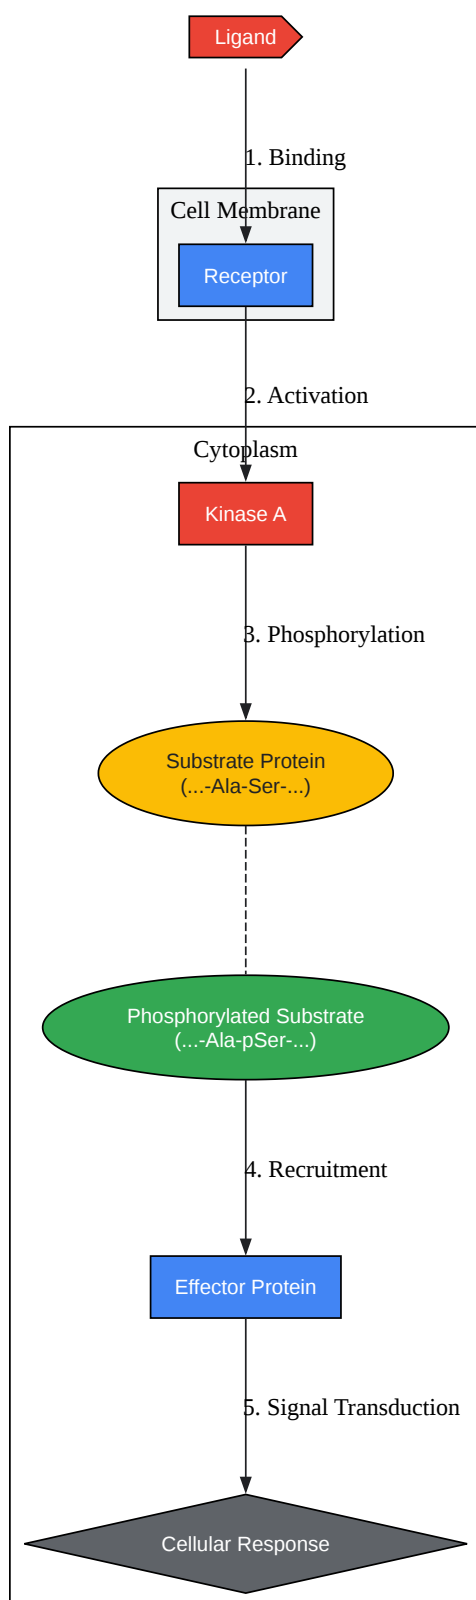 Ligand
1. Binding
Cell Membrane
Receptor
2. Activation
Cytoplasm
Kinase A
3. Phosphorylation
Substrate Protein
(...-Ala-Ser-...)
Phosphorylated Substrate
(...-Ala-pSer-...)
4. Recruitment
Effector Protein
5. Signal Transduction
Cellular Response